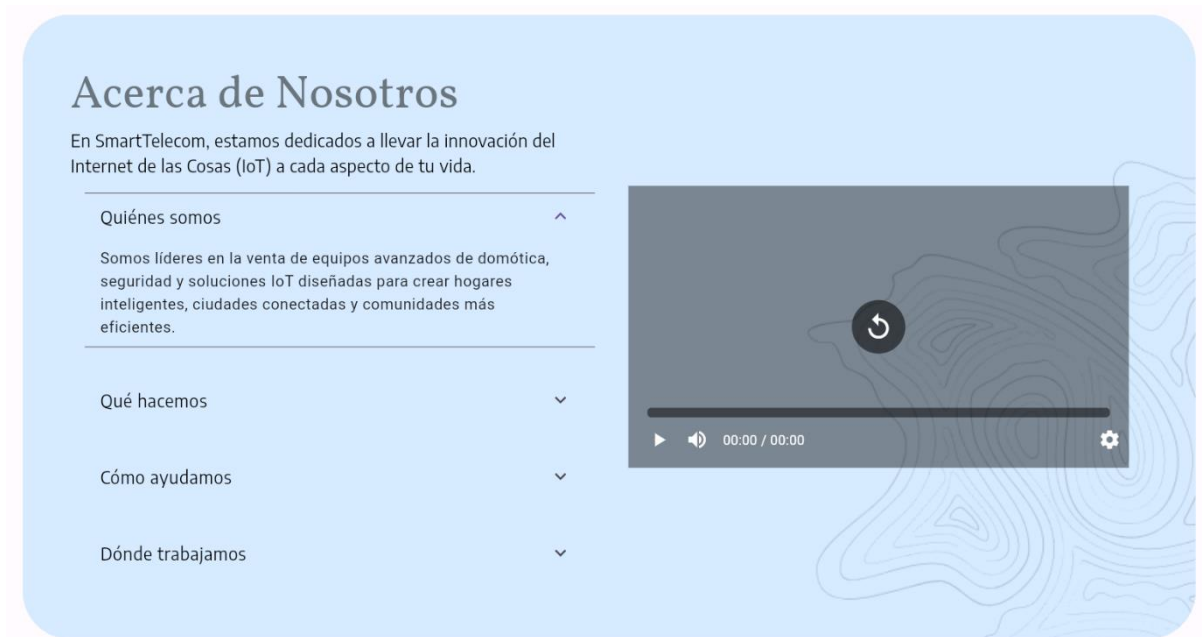 Acerca de Nosotros
En SmartTelecom, estamos dedicados a llevar la innovación del
Internet de las Cosas (IoT) a cada aspecto de tu vida.
Quiénes somos
Somos líderes en la venta de equipos avanzados de domótica,
seguridad y soluciones IoT diseñadas para crear hogares
inteligentes, ciudades conectadas y comunidades más
eficientes.
Qué hacemos
Cómo ayudamos
Dónde trabajamos
00:00 / 00:00